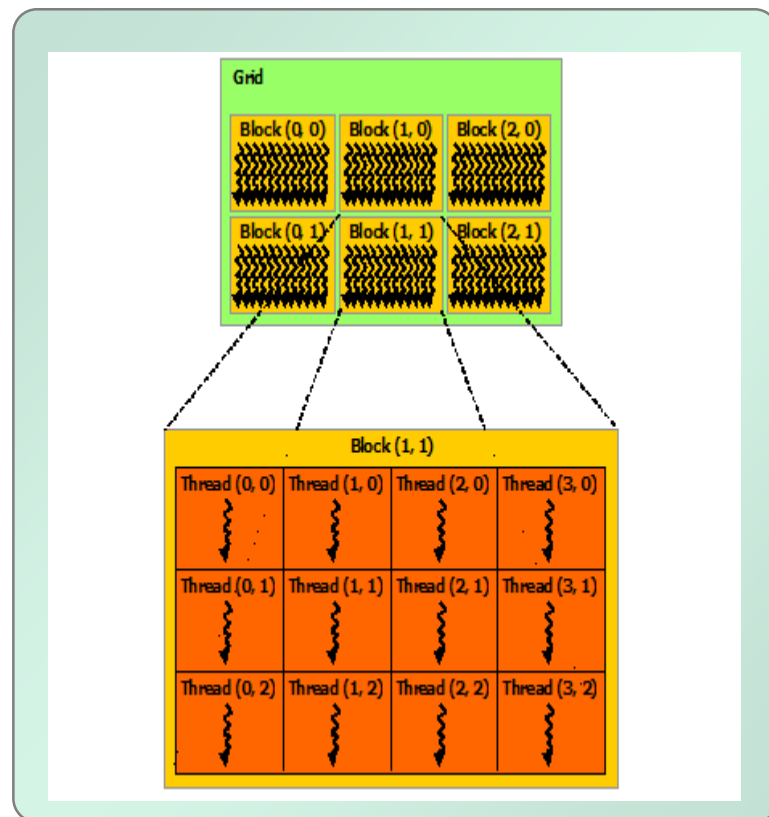 Grid
Block (0, 0) Block (1, 0) Block (2, 0)
Block (0, 1) Block (1, 1) Block (2, 1)
Block (1, 1)
Thread (0, 0) Thread (1, 0) Thread (2, 0) Thread (3, 0)
Thread (0, 1) Thread (1, 1) Thread (2, 1) Thread (3, 1)
Thread (0, 2) Thread (1, 2) Thread (2, 2) Thread (3, 2)